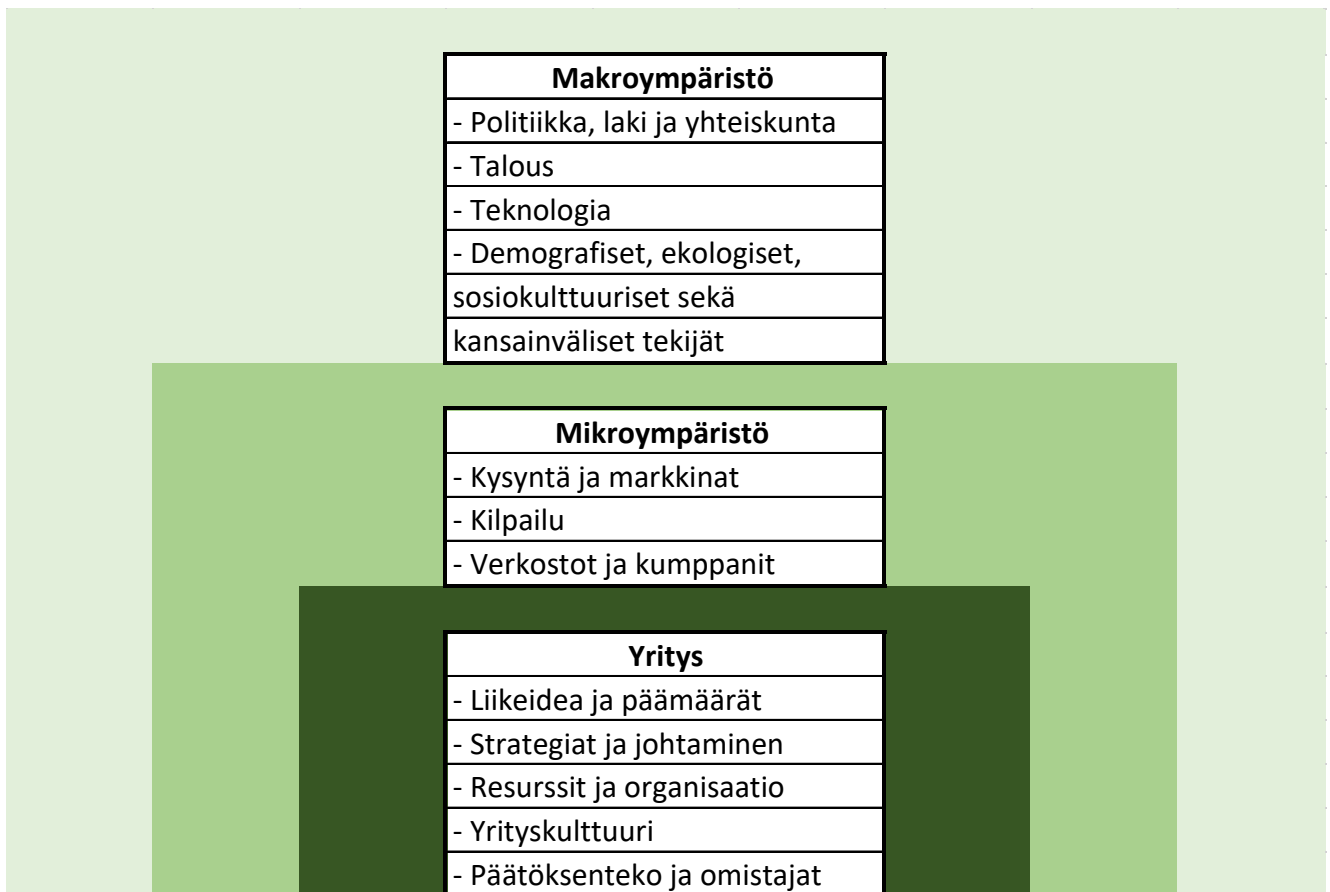 Makroympäristö
- Politiikka, laki ja yhteiskunta
- Talous
- Teknologia
- Demografiset, ekologiset,
sosiokulttuuriset sekä
kansainväliset tekijät
Mikroympäristö
- Kysyntä ja markkinat
- Kilpailu
- Verkostot ja kumppanit
Yritys
- Liikeidea ja päämäärät
- Strategiat ja johtaminen
- Resurssit ja organisaatio
- Yrityskulttuuri
- Päätöksenteko ja omistajat